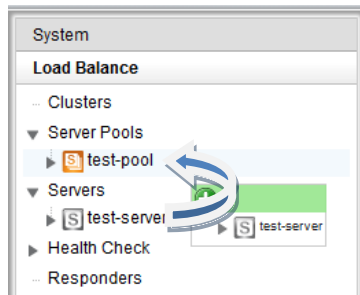 System
Load Balance
Clusters
Server Pools
test-pool
Servers
test-server
test-server
Health Check
Responders